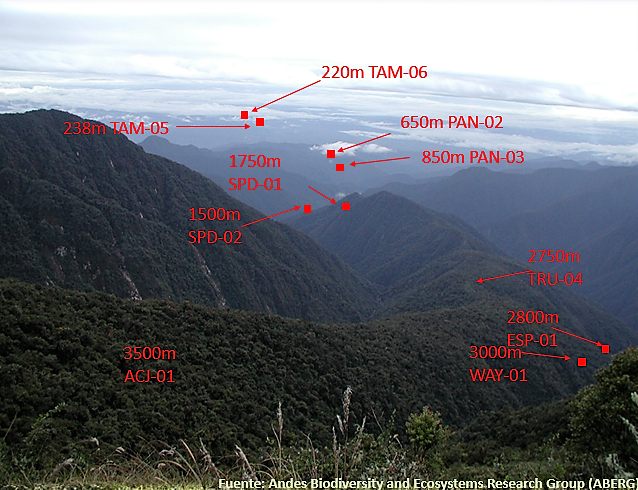 220m TAM-06
238m TAM-05
650m PAN-02
850m PAN-03
1750m
SPD-01
1500m
SPD-02
2750m
TRU-04
2800m
ESP-01
3000m
WAY-01
3500m
ACJ-01
Fuente: Andes Biodiversity and Ecosystems Research Group (ABERG